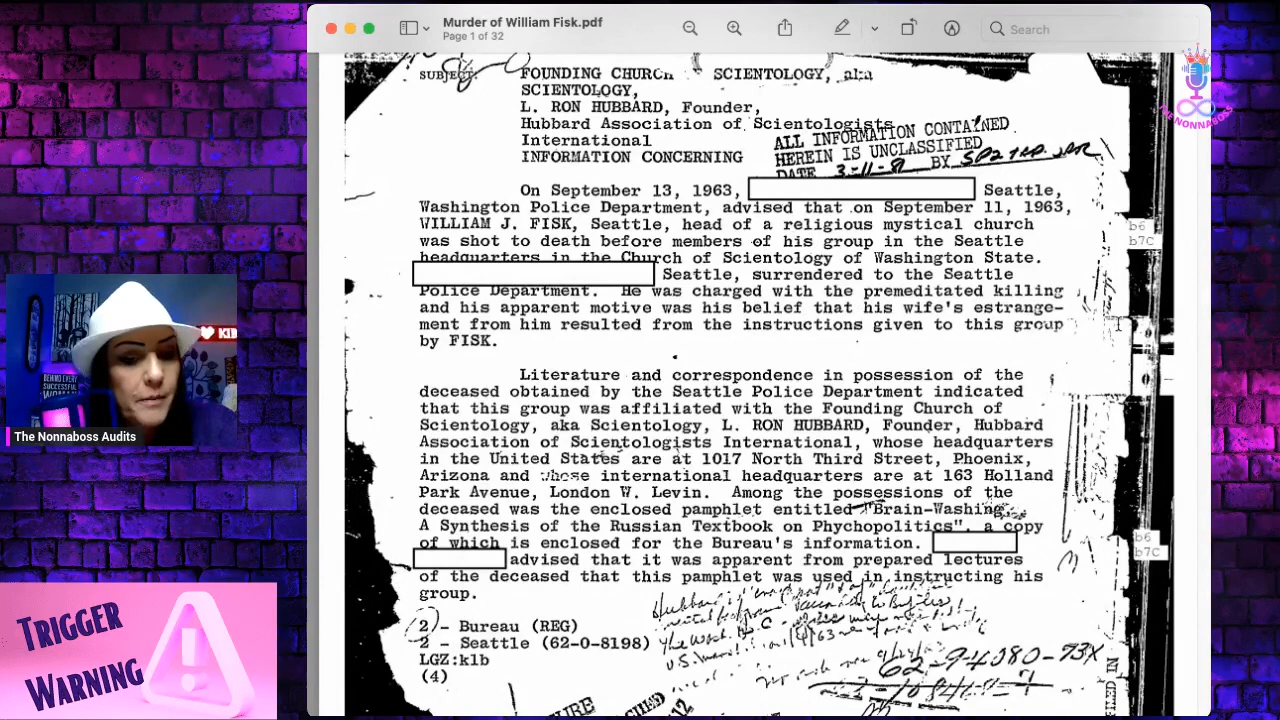 Murder of William Fisk.pdf
Page 1 of 32
Search
THE NONNABOSS
SUBJECT: FOUNDING CHURCH SCIENTOLOGY, aka
SCIENTOLOGY,
L. RON HUBBARD, Founder,
Hubbard Association of Scientologists
International
INFORMATION CONCERNING
ALL INFORMATION CONTAINED
HEREIN IS UNCLASSIFIED
DATE 3-11-81 BY
On September 13, 1963, Seattle,
Washington Police Department, advised that on September 11, 1963,
WILLIAM J. FISK, Seattle, head of a religious mystical church
was shot to death before members of his group in the Seattle
headquarters in the Church of Scientology of Washington State.
Seattle, surrendered to the Seattle
Police Department. He was charged with the premeditated killing
and his apparent motive was his belief that his wife's estrange-
ment from him resulted from the instructions given to this group
by FISK.
b6
b7C
Literature and correspondence in possession of the
deceased obtained by the Seattle Police Department indicated
that this group was affiliated with the Founding Church of
Scientology, aka Scientology, L. RON HUBBARD, Founder, Hubbard
Association of Scientologists International, whose headquarters
in the United States are at 1017 North Third Street, Phoenix,
Arizona and whose international headquarters are at 163 Holland
Park Avenue, London W. Levin. Among the possessions of the
deceased was the enclosed pamphlet entitled "Brain-Washing,
A Synthesis of the Russian Textbook on Phychopolitics", a copy
of which is enclosed for the Bureau's information.
advised that it was apparent from prepared lectures
of the deceased that this pamphlet was used in instructing his
group.
b6
b7C
2 - Bureau (REG)
2 - Seattle (62-0-8198)
LGZ:klb
(4)
62-94080-73X
BEHIND EVERY
SUCCESSFUL
WOMAN
The Nonnaboss Audits
TRIGGER
WARNING